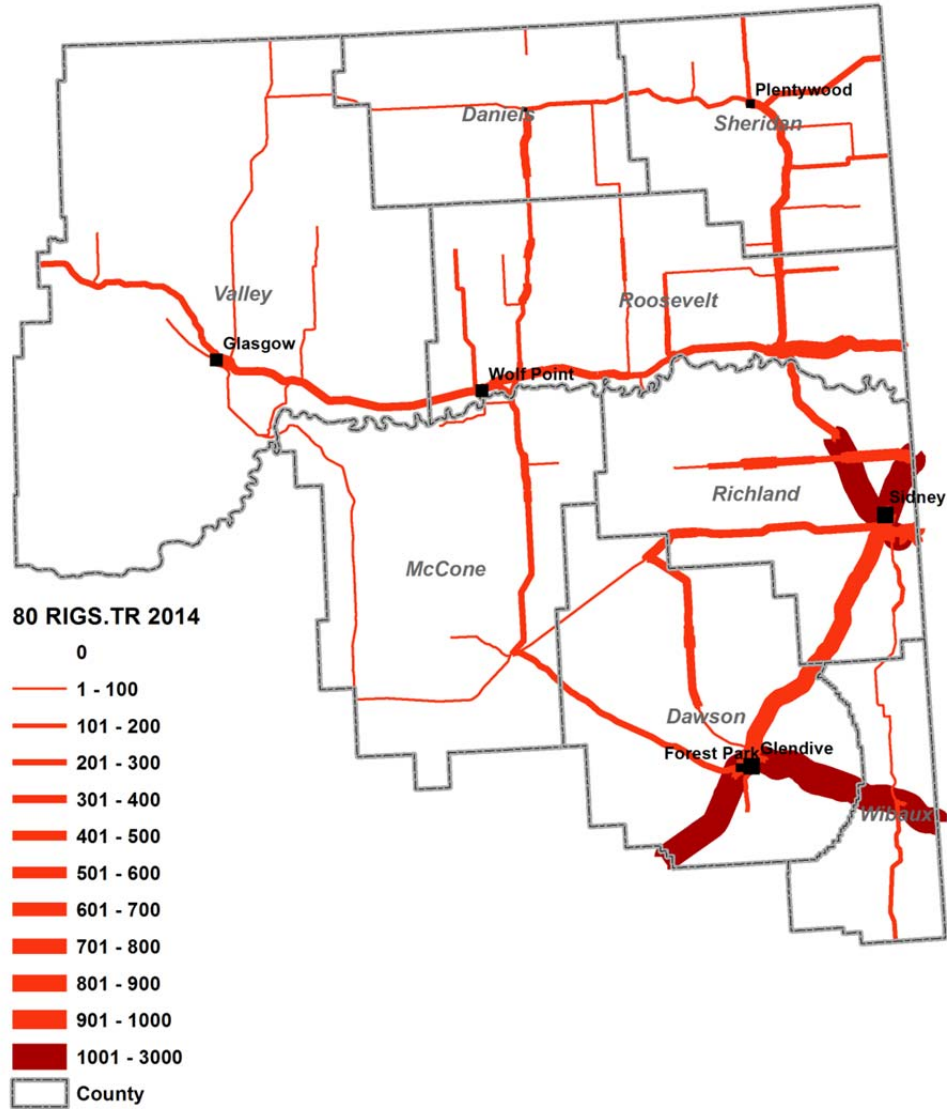 Plentywood
Daniels
Sheridan
Valley
Roosevelt
Glasgow
Wolf Point
Richland
Sidney
McCone
80 RIGS.TR 2014
0
1 - 100
101 - 200
201 - 300
301 - 400
401 - 500
501 - 600
601 - 700
701 - 800
801 - 900
901 - 1000
1001 - 3000
County
Dawson
Forest Park Glendive
Wibaux